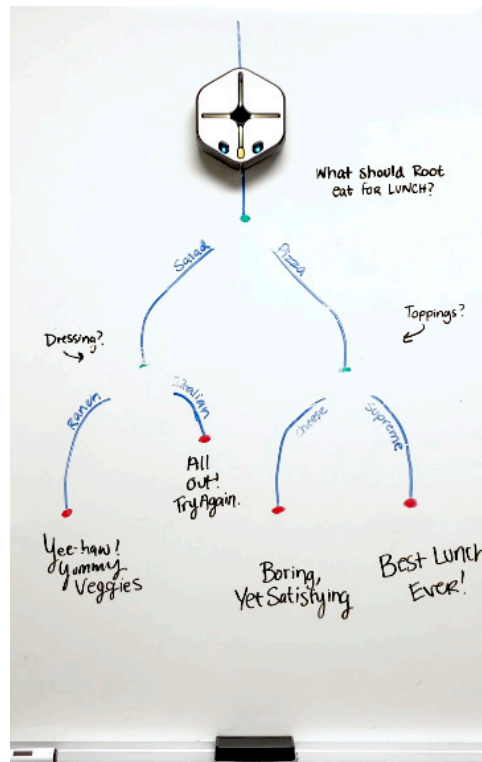 What should Root
eat for LUNCH?
Salad
Pizza
Toppings?
Dressing?
Ranch
Italian
Cheese
Supreme
All
Out!
Try Again.
Yee-haw!
Yummy
Veggies
Boring,
Yet Satisfying
Best Lunch
Ever!